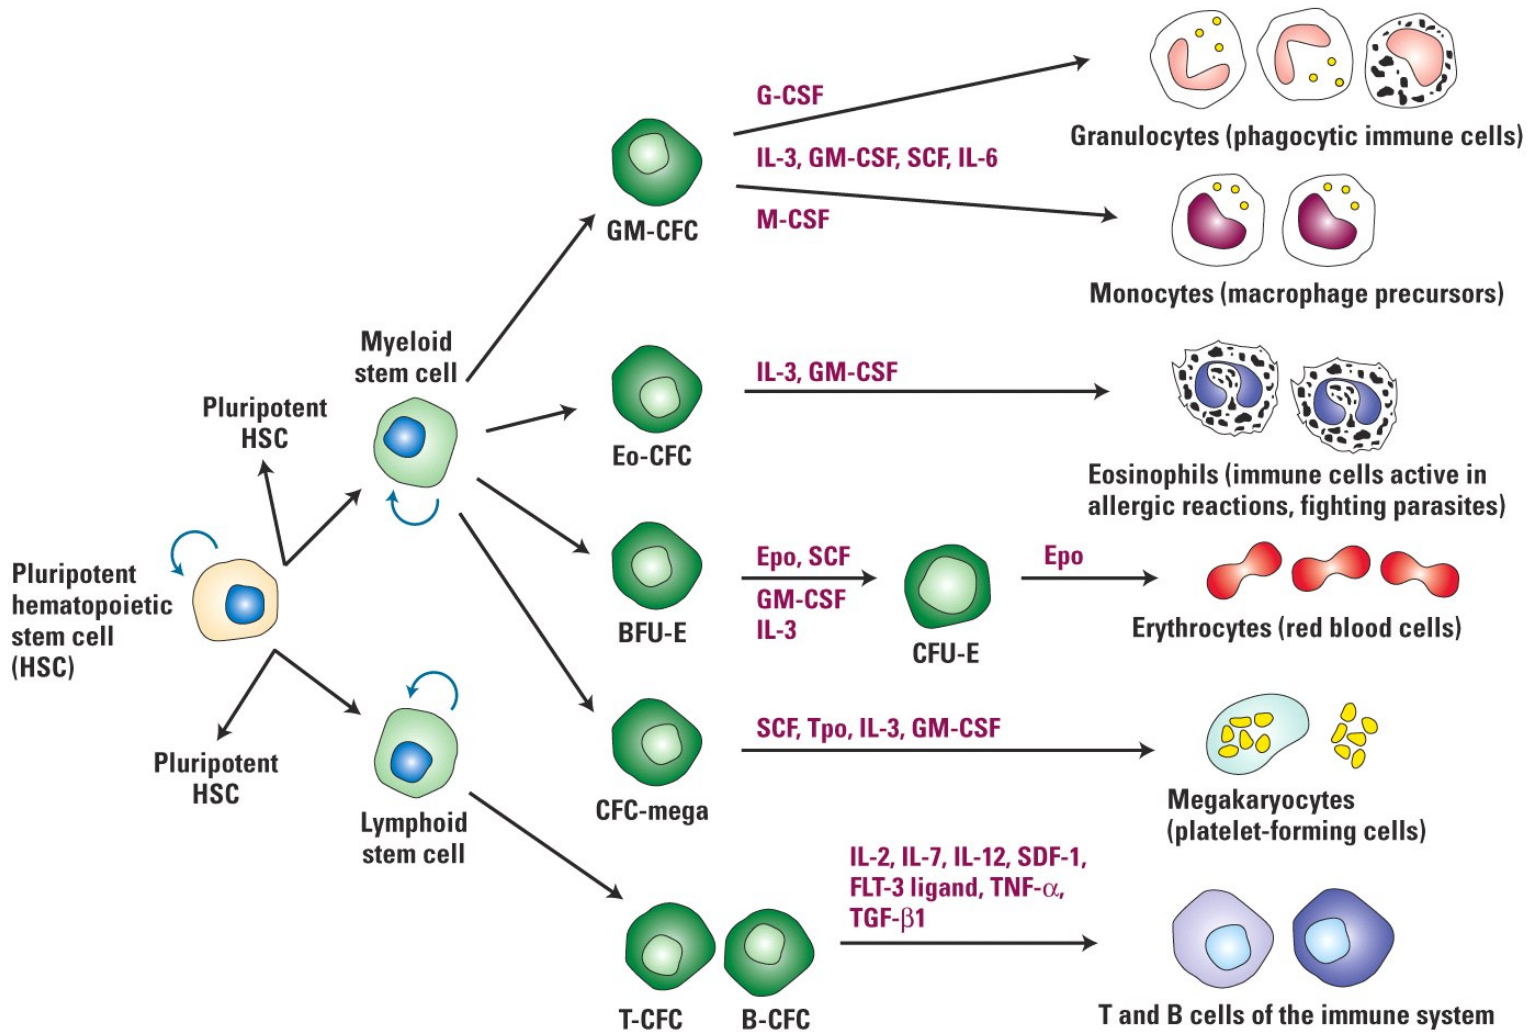 G-CSF
Granulocytes (phagocytic immune cells)
IL-3, GM-CSF, SCF, IL-6
GM-CFC
M-CSF
Monocytes (macrophage precursors)
Myeloid
stem cell
IL-3, GM-CSF
Pluripotent
HSC
Eo-CFC
Eosinophils (immune cells active in
allergic reactions, fighting parasites)
Pluripotent
hematopoietic
stem cell
(HSC)
Epo, SCF
GM-CSF
IL-3
Epo
BFU-E
CFU-E
Erythrocytes (red blood cells)
Pluripotent
HSC
SCF, Tpo, IL-3, GM-CSF
CFC-mega
Megakaryocytes
(platelet-forming cells)
Lymphoid
stem cell
IL-2, IL-7, IL-12, SDF-1,
FLT-3 ligand, TNF-α,
TGF-β1
T-CFC
B-CFC
T and B cells of the immune system